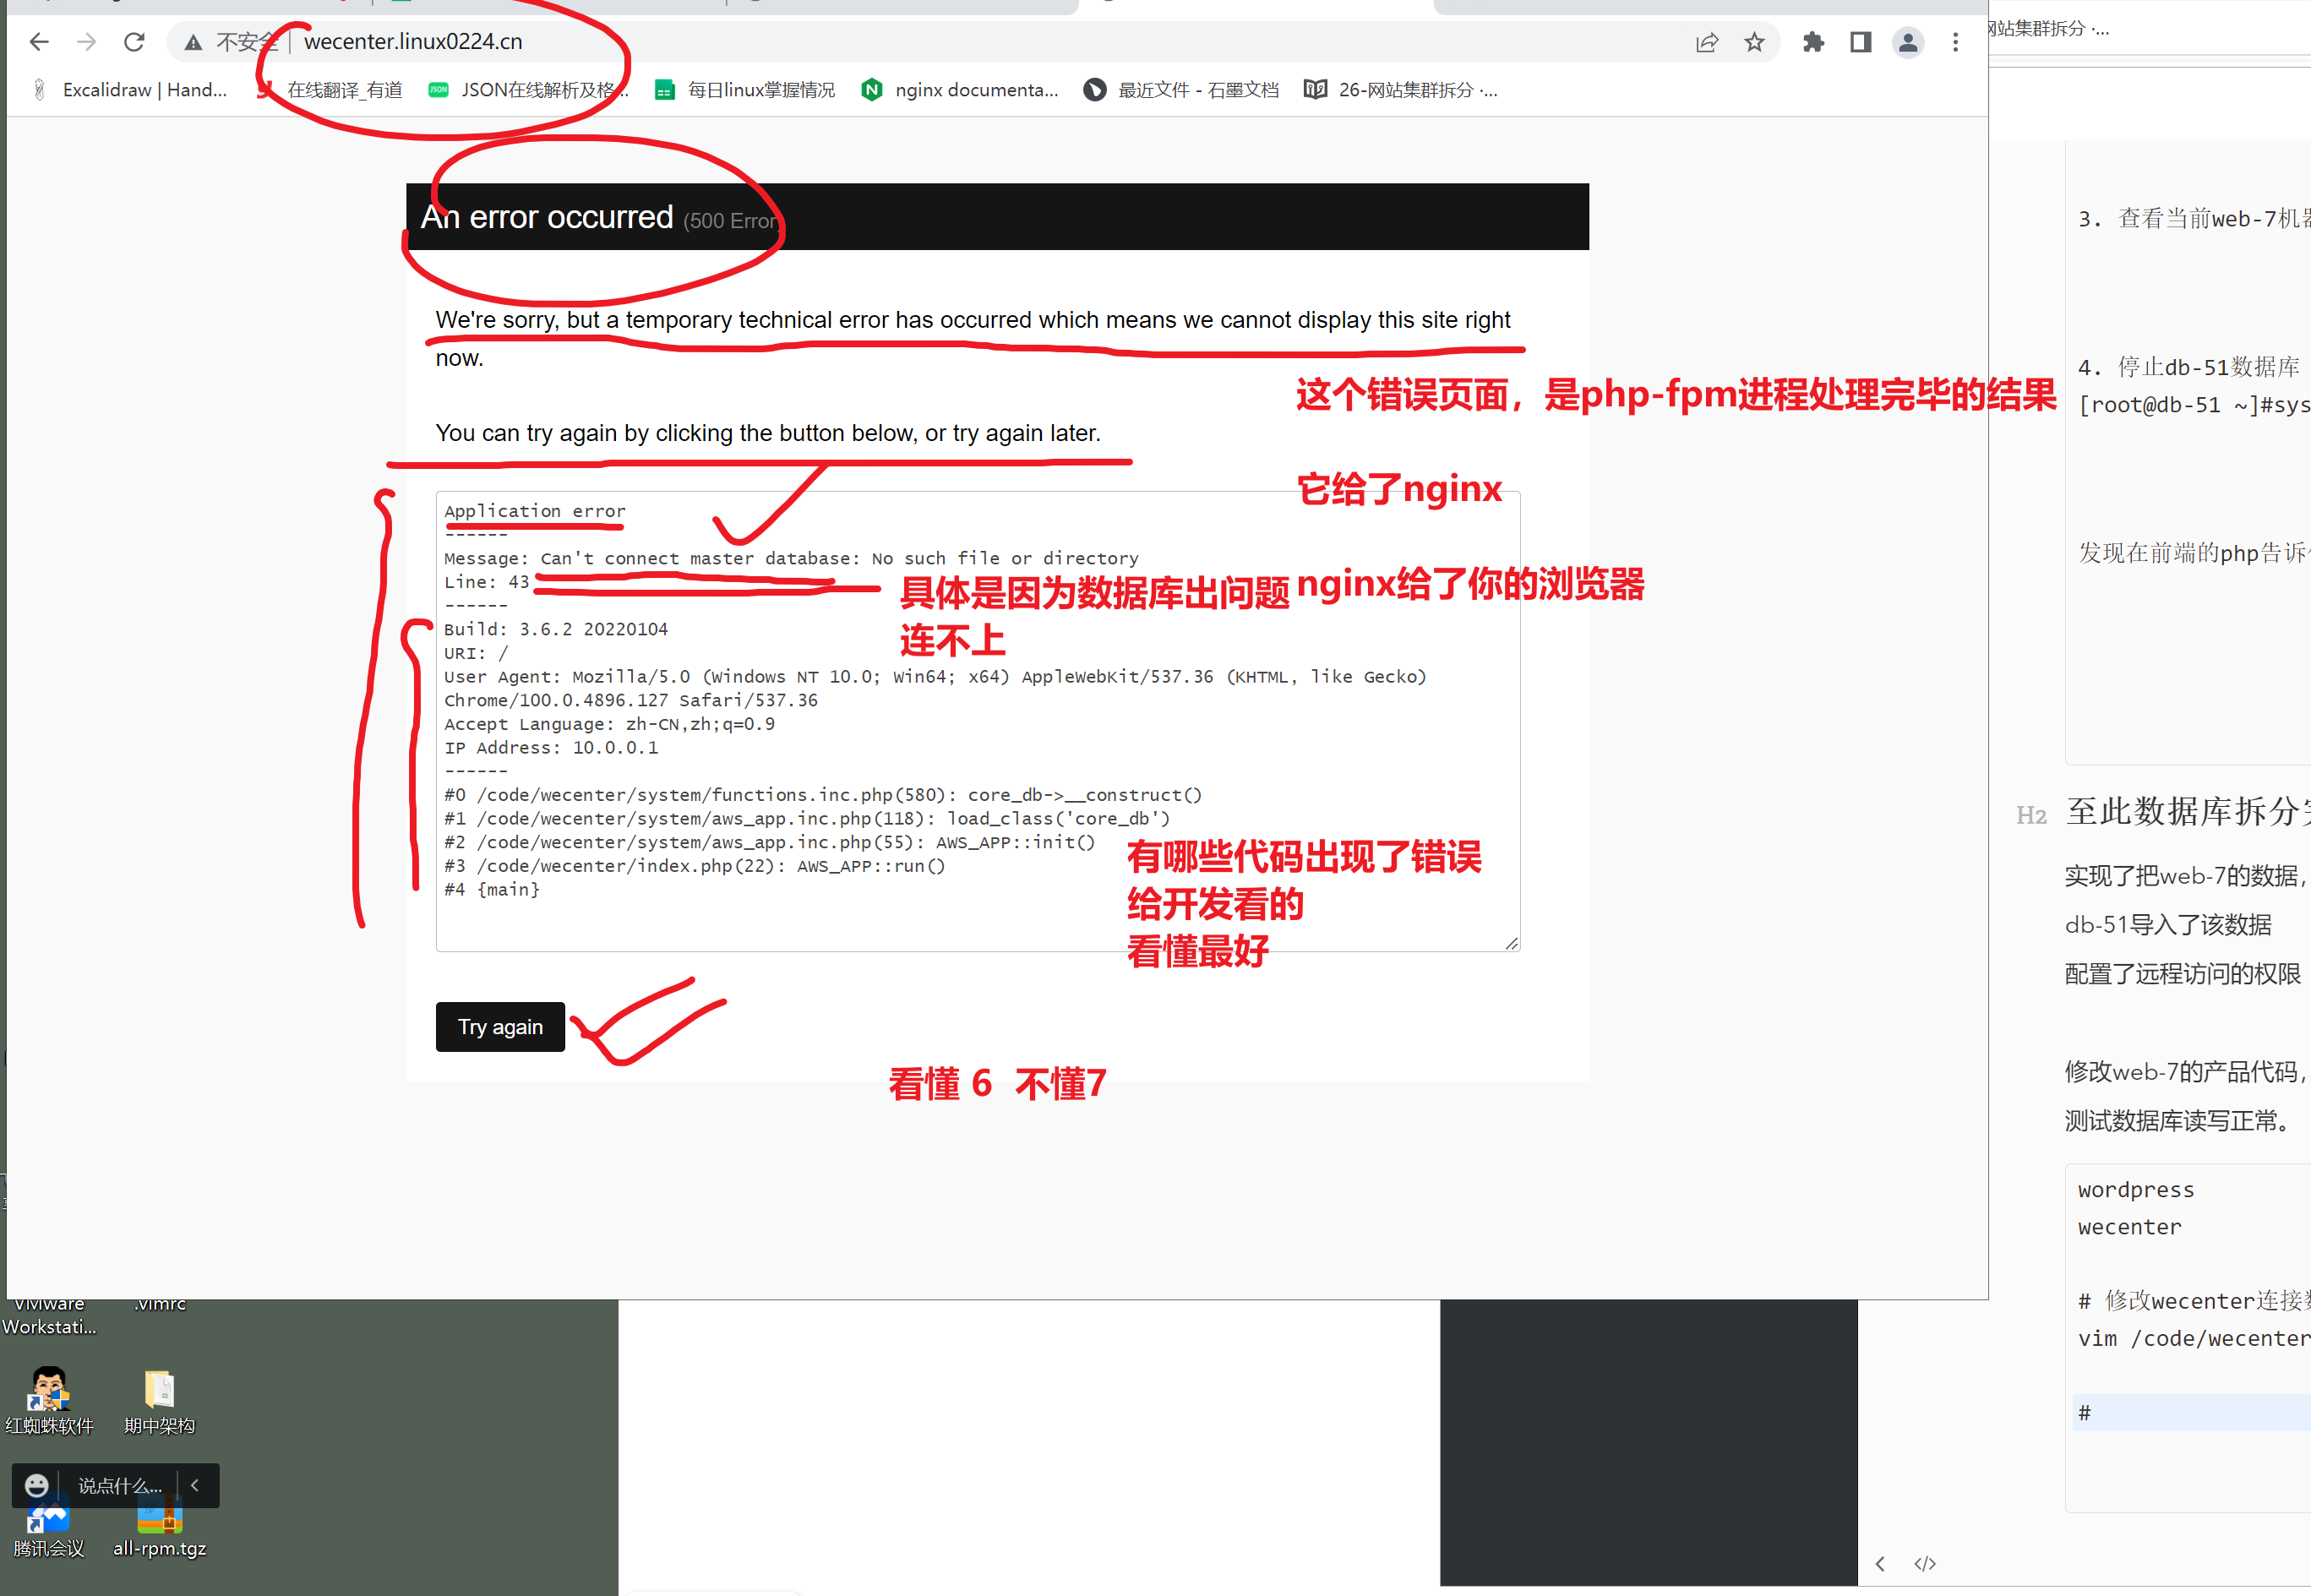 不安全 wecenter.linux0224.cn
网站集群拆分 ·...
Excalidraw | Hand...
在线翻译_有道
JSON在线解析及格...
每日linux掌握情况
nginx documenta...
最近文件 - 石墨文档
26-网站集群拆分 ·...
An error occurred (500 Error)
We're sorry, but a temporary technical error has occurred which means we cannot display this site right
now.
You can try again by clicking the button below, or try again later.
这个错误页面，是php-fpm进程处理完毕的结果
它给了nginx
nginx给了你的浏览器
Application error
------
Message: Can't connect master database: No such file or directory
Line: 43
------
具体是因为数据库出问题
连不上
Build: 3.6.2 20220104
URI: /
User Agent: Mozilla/5.0 (Windows NT 10.0; Win64; x64) AppleWebKit/537.36 (KHTML, like Gecko)
Chrome/100.0.4896.127 Safari/537.36
Accept Language: zh-CN,zh;q=0.9
IP Address: 10.0.0.1
------
#0 /code/wecenter/system/functions.inc.php(580): core_db->__construct()
#1 /code/wecenter/system/aws_app.inc.php(118): load_class('core_db')
#2 /code/wecenter/system/aws_app.inc.php(55): AWS_APP::init()
#3 /code/wecenter/index.php(22): AWS_APP::run()
#4 {main}
有哪些代码出现了错误
给开发看的
看懂最好
Try again
看懂 6 不懂7
3. 查看当前web-7机
4. 停止db-51数据库
[root@db-51 ~]#sys
发现在前端的php告诉
H2 至此数据库拆分
实现了把web-7的数据，
db-51导入了该数据
配置了远程访问的权限
修改web-7的产品代码，
测试数据库读写正常。
wordpress
wecenter
# 修改wecenter连接
vim /code/wecenter
#
VMware
Workstati...
.vimrc
红蜘蛛软件
期中架构
说点什么...
腾讯会议
all-rpm.tgz